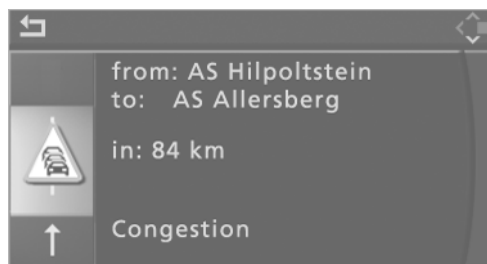 from: AS Hilpoltstein
to: AS Allersberg
in: 84 km
Congestion